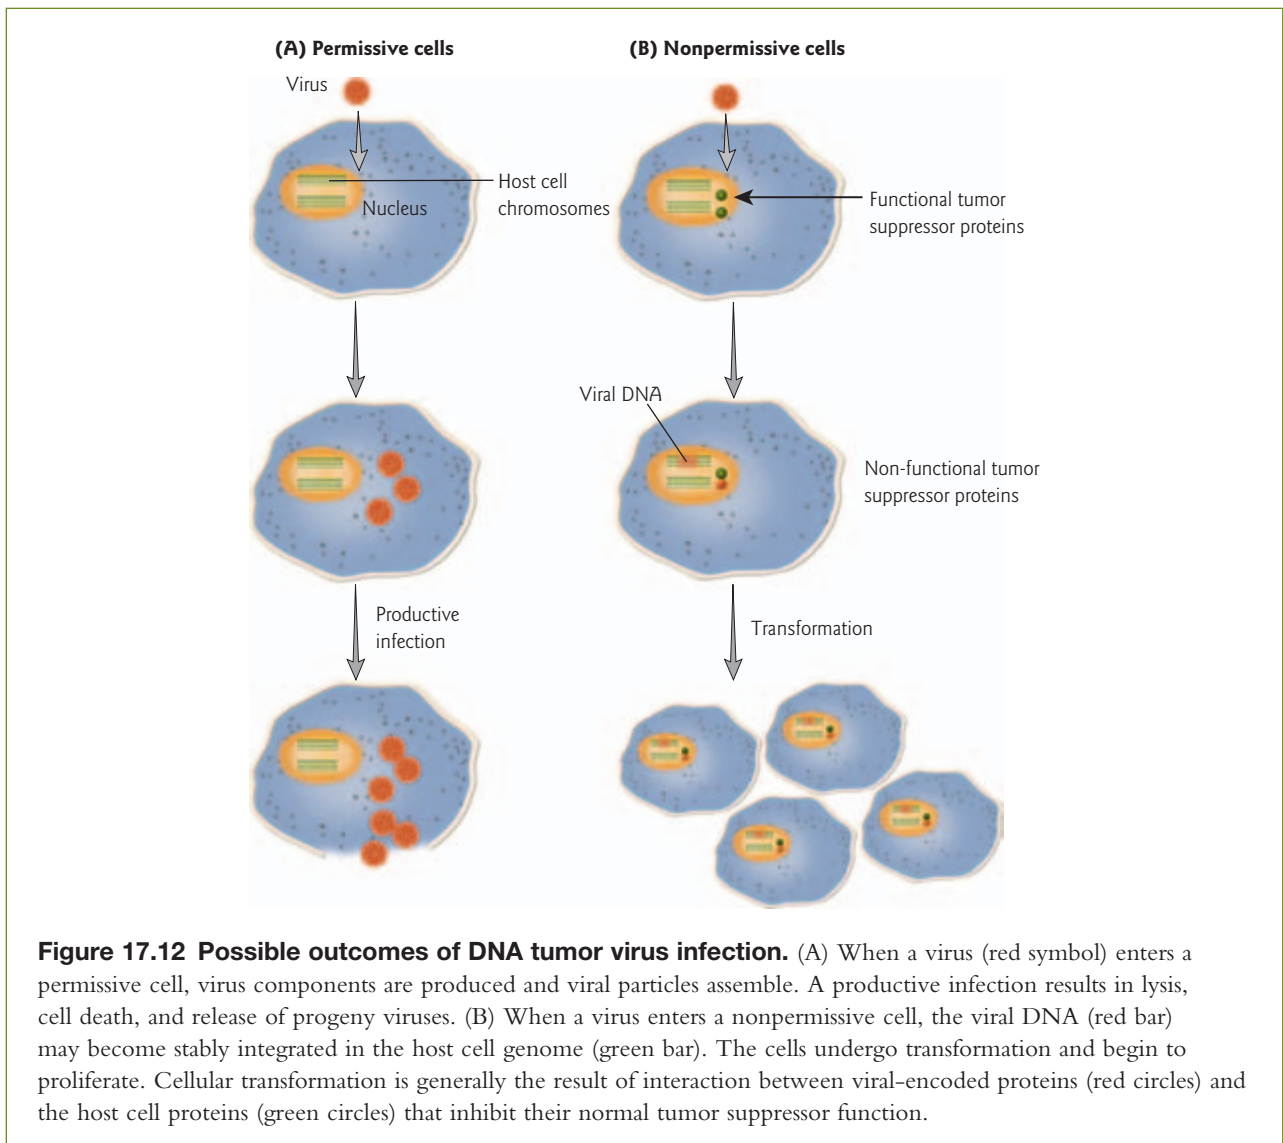 (A) Permissive cells
(B) Nonpermissive cells
Virus
Host cell
chromosomes
Nucleus
Functional tumor
suppressor proteins
Viral DNA
Non-functional tumor
suppressor proteins
Productive
infection
Transformation
Figure 17.12 Possible outcomes of DNA tumor virus infection. (A) When a virus (red symbol) enters a
permissive cell, virus components are produced and viral particles assemble. A productive infection results in lysis,
cell death, and release of progeny viruses. (B) When a virus enters a nonpermissive cell, the viral DNA (red bar)
may become stably integrated in the host cell genome (green bar). The cells undergo transformation and begin to
proliferate. Cellular transformation is generally the result of interaction between viral-encoded proteins (red circles) and
the host cell proteins (green circles) that inhibit their normal tumor suppressor function.